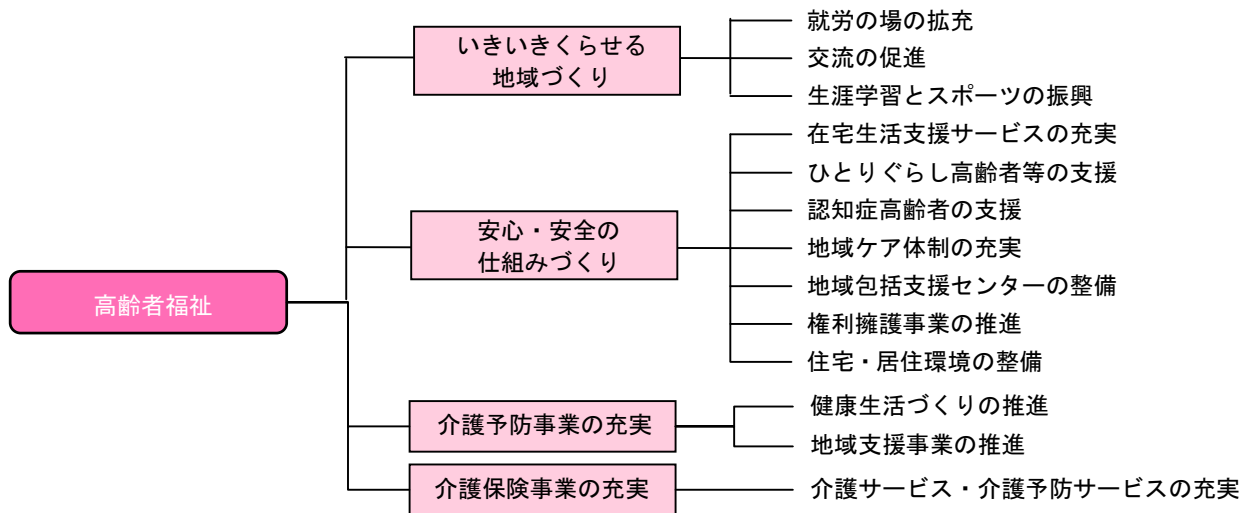 高齢者福祉
いきいきくらせる
地域づくり
就労の場の拡充
交流の促進
生涯学習とスポーツの振興
安心・安全の
仕組みづくり
在宅生活支援サービスの充実
ひとりぐらし高齢者等の支援
認知症高齢者の支援
地域ケア体制の充実
地域包括支援センターの整備
権利擁護事業の推進
住宅・居住環境の整備
介護予防事業の充実
健康生活づくりの推進
地域支援事業の推進
介護保険事業の充実
介護サービス・介護予防サービスの充実